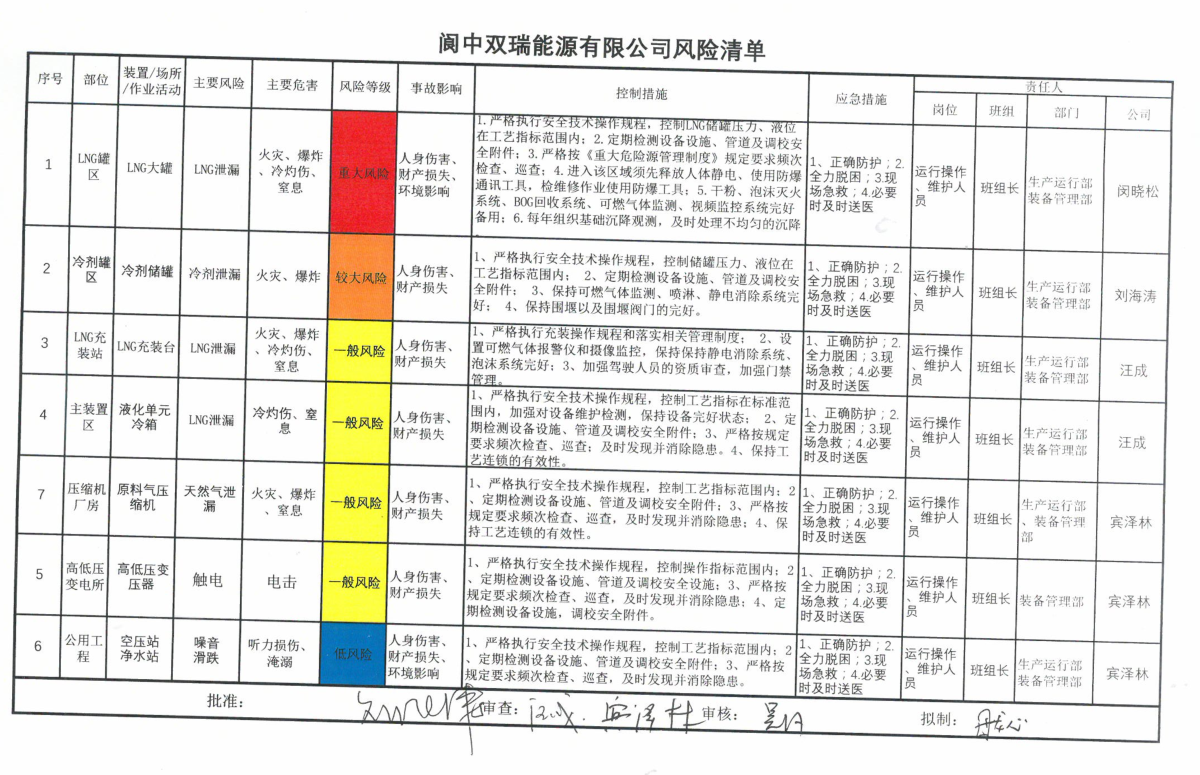 阆中双瑞能源有限公司风险清单
序号 部位 装置/场所/作业活动 主要风险 主要危害 风险等级 事故影响 控制措施 应急措施 责任人
岗位 班组 部门 公司
1
LNG罐
区
LNG大罐
LNG泄漏
火灾、爆炸
、冷灼伤、
窒息
重大风险
人身伤害、
财产损失、
环境影响
1.严格执行安全技术操作规程，控制LNG储罐压力、液位
在工艺指标范围内；2.定期检测设备设施、管道及调校安
全附件；3.严格按《重大危险源管理制度》规定要求频次
检查、巡查；4.进入该区域须先释放人体静电、使用防爆
通讯工具，检维修作业使用防爆工具；5.干粉、泡沫灭火
系统、BOG回收系统、可燃气体监测、视频监控系统完好
备用；6.每年组织基础沉降观测，及时处理不均匀的沉降
1、正确防护；2.
全力脱困；3.现
场急救；4.必要
时及时送医
运行操作
、维护人
员
班组长
生产运行部
装备管理部
闵晓松
2
冷剂罐
区
冷剂储罐
冷剂泄漏
火灾、爆炸
较大风险
人身伤害、
财产损失
1、严格执行安全技术操作规程，控制储罐压力、液位在
工艺指标范围内； 2、定期检测设备设施、管道及调校安
全附件； 3、保持可燃气体监测、喷淋、静电消除系统完
好； 4、保持围堰以及围堰阀门的完好。
1、正确防护；2.
全力脱困；3.现
场急救；4.必要
时及时送医
运行操作
、维护人
员
班组长
生产运行部
装备管理部
刘海涛
3
LNG充
装站
LNG充装台
LNG泄漏
火灾、爆炸
、冷灼伤、
窒息
一般风险
人身伤害、
财产损失
1、严格执行充装操作规程和落实相关管理制度； 2、设
置可燃气体报警仪和摄像监控，保持保持静电消除系统、
泡沫系统完好；3、加强驾驶人员的资质审查，加强门禁
管理。
1、正确防护；2.
全力脱困；3.现
场急救；4.必要
时及时送医
运行操作
、维护人
员
班组长
生产运行部
装备管理部
汪成
4
主装置
区
液化单元
冷箱
LNG泄漏
冷灼伤、窒
息
一般风险
人身伤害、
财产损失
1、严格执行安全技术操作规程，控制工艺指标在标准范
围内，加强对设备维护检测，保持设备完好状态； 2、定
期检测设备设施、管道及调校安全附件；3、严格按规定
要求频次检查、巡查；及时发现并消除隐患。4、保持工
艺连锁的有效性。
1、正确防护；2.
全力脱困；3.现
场急救；4.必要
时及时送医
运行操作
、维护人
员
班组长
生产运行部
装备管理部
汪成
7
压缩机
厂房
原料气压
缩机
天然气泄
漏
火灾、爆炸
、窒息
一般风险
人身伤害、
财产损失
1、严格执行安全技术操作规程，控制工艺指标范围内；2
、定期检测设备设施、管道及调校安全附件；3、严格按
规定要求频次检查、巡查，及时发现并消除隐患；4、保
持工艺连锁的有效性。
1、正确防护；2.
全力脱困；3.现
场急救；4.必要
时及时送医
运行操作
、维护人
员
班组长
生产运行部
、装备管理
部
宾泽林
5
高低压
变电所
高低压变
压器
触电
电击
一般风险
人身伤害、
财产损失
1、严格执行安全技术操作规程，控制操作指标范围内；2
、定期检测设备设施、管道及调校安全设施；3、严格按
规定要求频次检查、巡查，及时发现并消除隐患；4、定
期检测设备设施，调校安全附件。
1、正确防护；2.
全力脱困；3.现
场急救；4.必要
时及时送医
运行操作
、维护人
员
班组长
装备管理部
宾泽林
6
公用工
程
空压站
净水站
噪音
滑跌
听力损伤、
淹溺
低风险
人身伤害、
财产损失、
环境影响
1、严格执行安全技术操作规程，控制工艺指标范围内，2
、定期检测设备设施、管道及调校安全附件；3、严格按
规定要求频次检查、巡查，及时发现并消除隐患。
1、正确防护；2.
全力脱困；3.现
场急救；4.必要
时及时送医
运行操作
、维护人
员
班组长
生产运行部
装备管理部
宾泽林
批准： 审查：汪成 宾泽林 审核： 拟制：